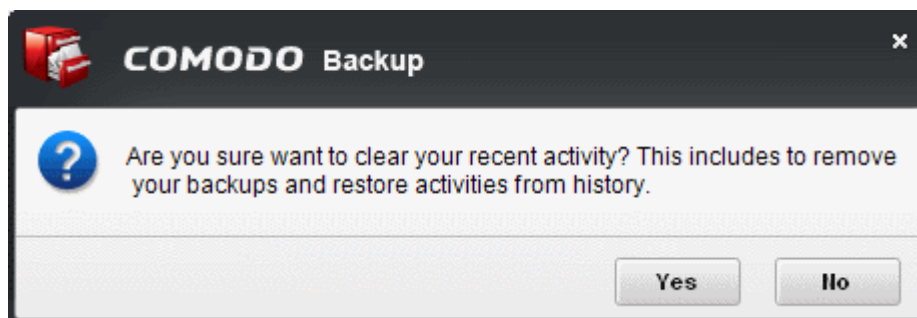 COMODO Backup
Are you sure want to clear your recent activity? This includes to remove
your backups and restore activities from history.
Yes No